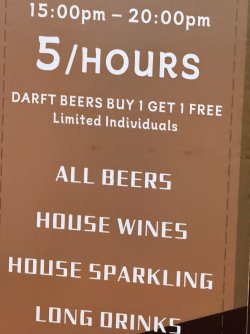 15:00pm – 20:00pm
5/HOURS
DARFT BEERS BUY 1 GET 1 FREE
Limited Individuals
ALL BEERS
HOUSE WINES
HOUSE SPARKLING
LONG DRINKS